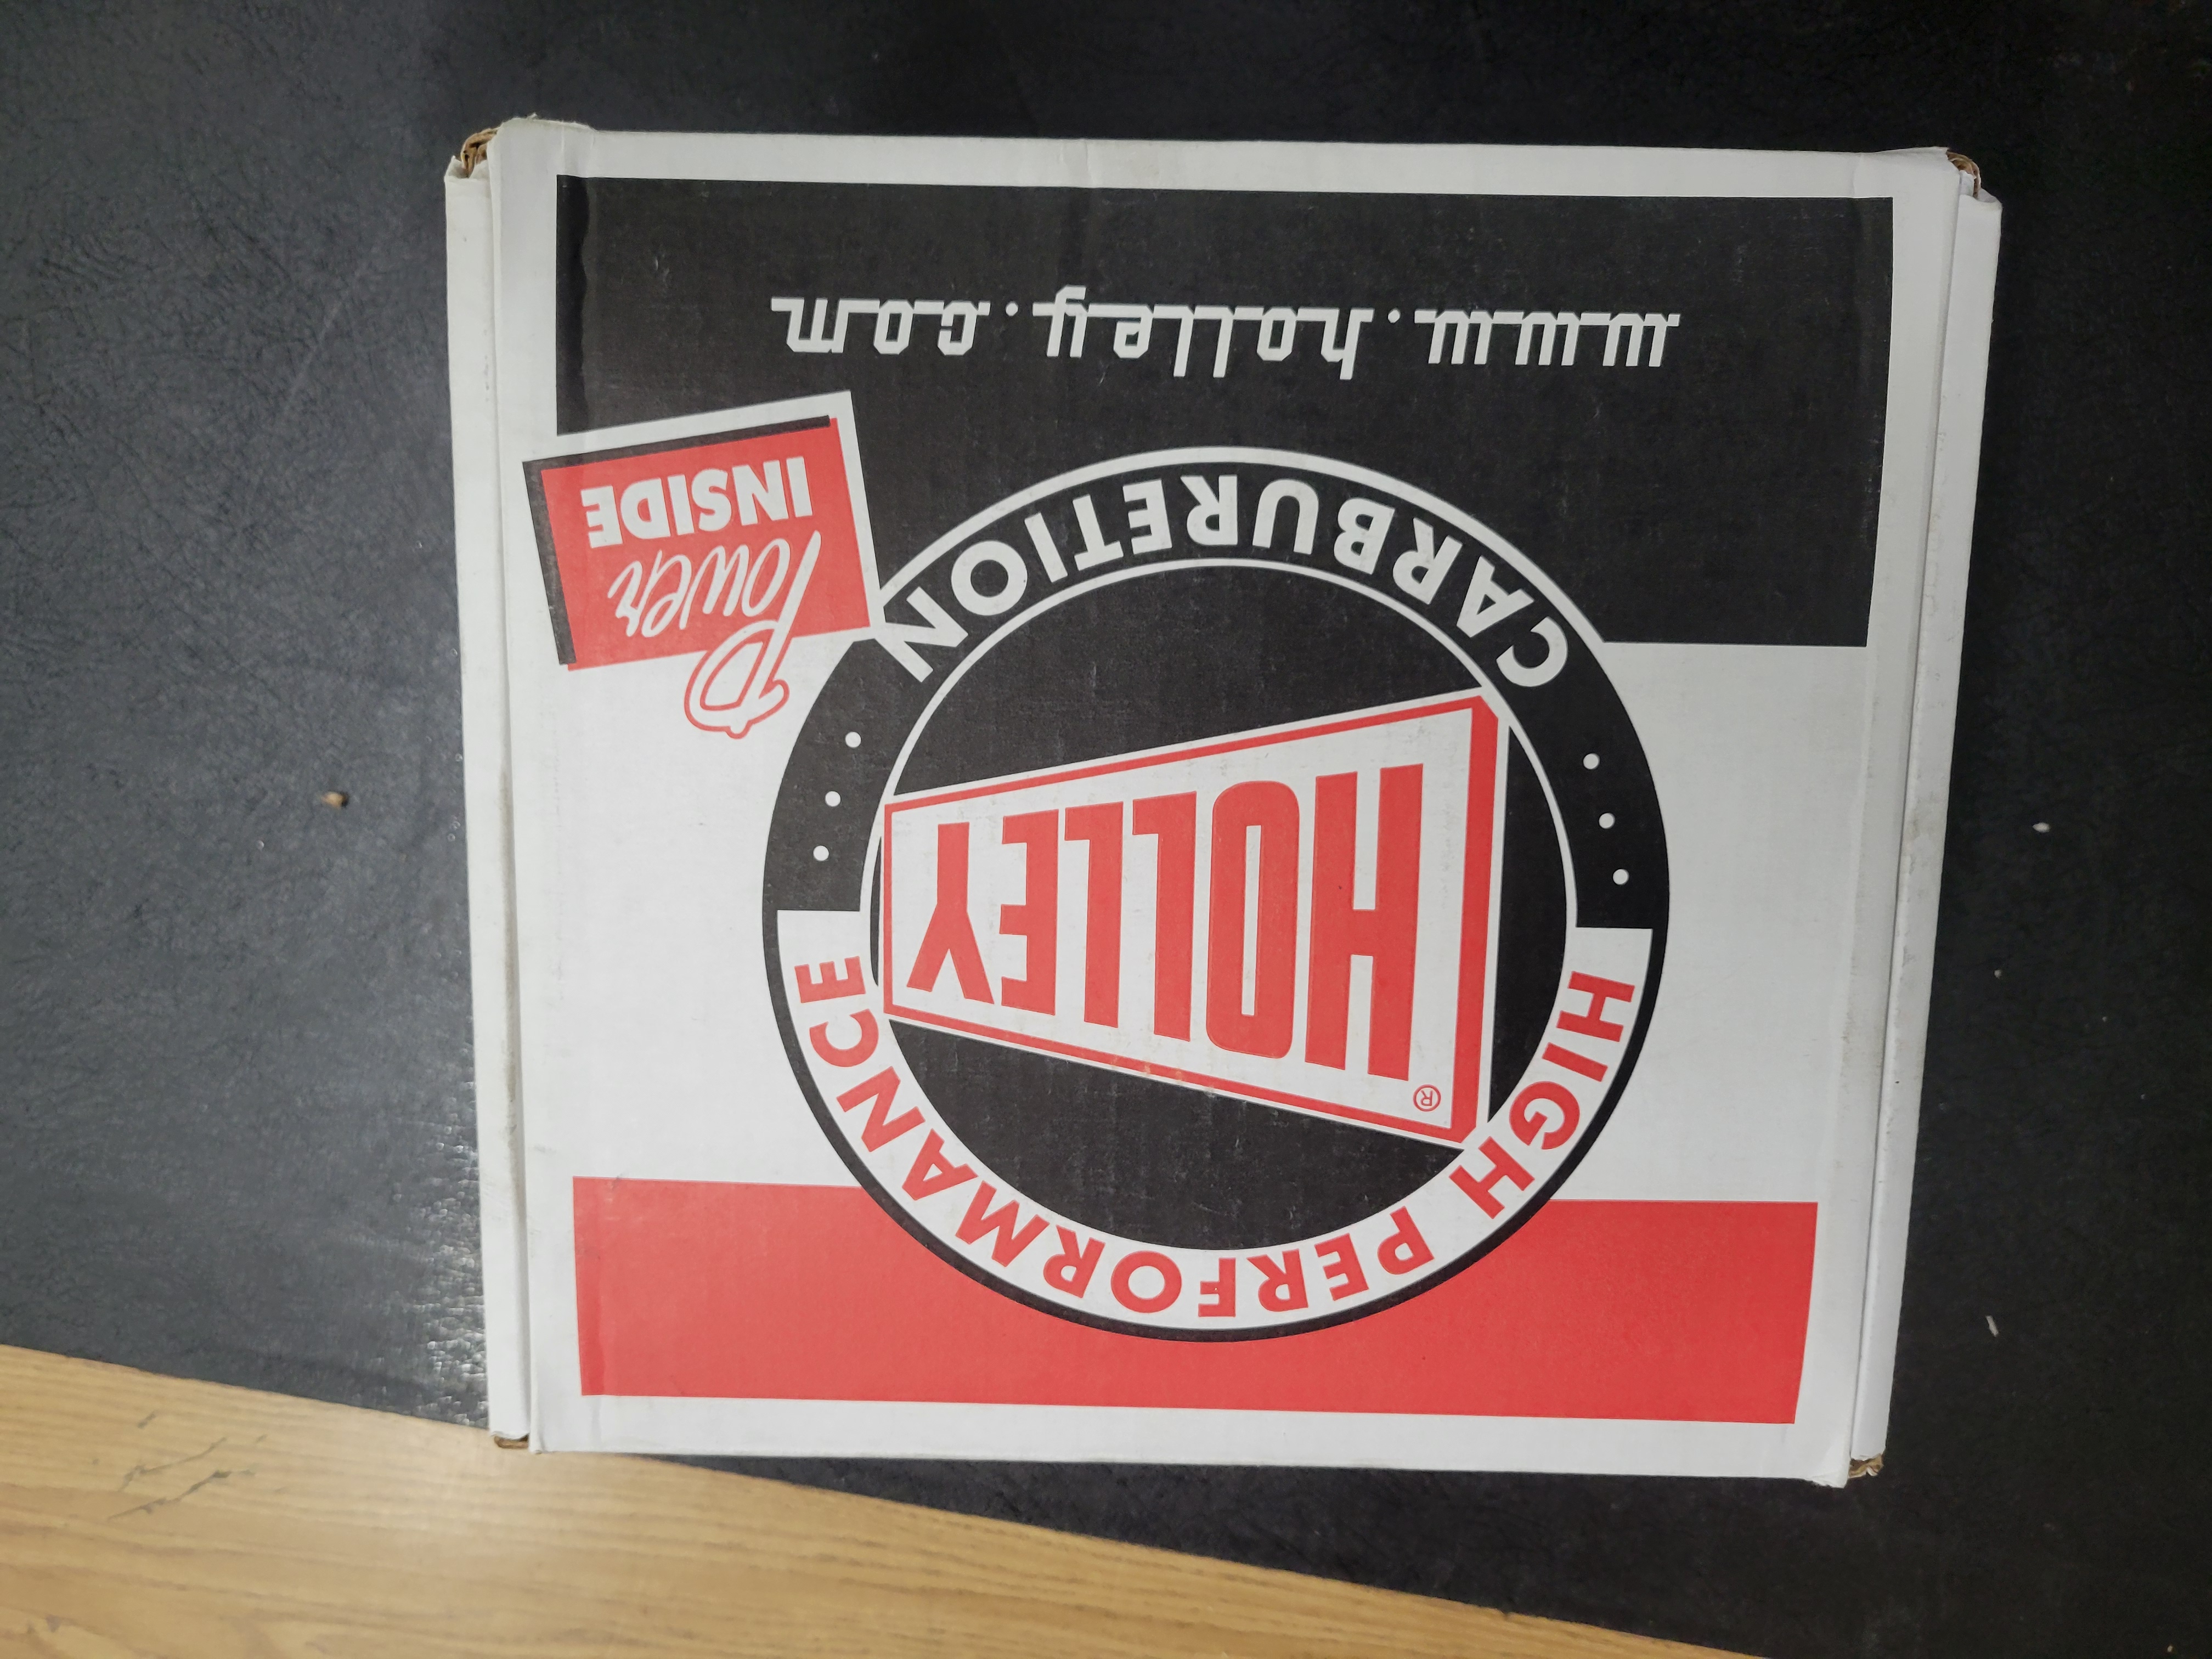 HIGH PERFORMANCE
HOLLEY®
CARBURETION
Power
INSIDE
www.holley.com